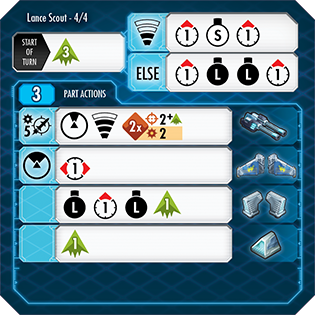 Lance Scout - 4/4
START OF TURN
3
1 S 1
ELSE
1 L L 1
3 PART ACTIONS
5 2x 2+ 2
1
L 1 L 1
1